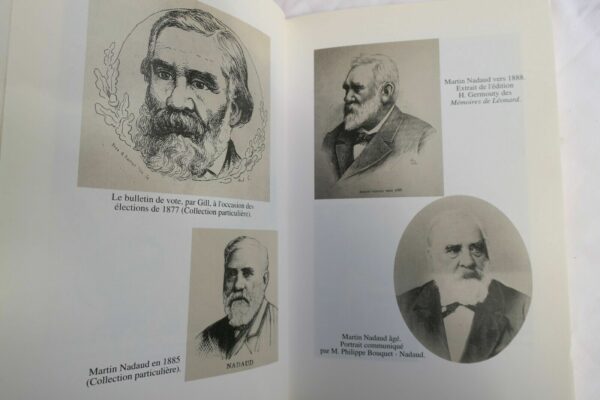 Le bulletin de vote, par Gill, à l'occasion des
élections de 1877 (Collection particulière).
NADAUD
Martin Nadaud en 1885
(Collection particulière).
Martin Nadaud vers 1888.
Extrait de l'édition
H. Germouty des
Mémoires de Léonard.
Martin Nadaud âgé.
Portrait communiqué
par M. Philippe Bouquet - Nadaud.